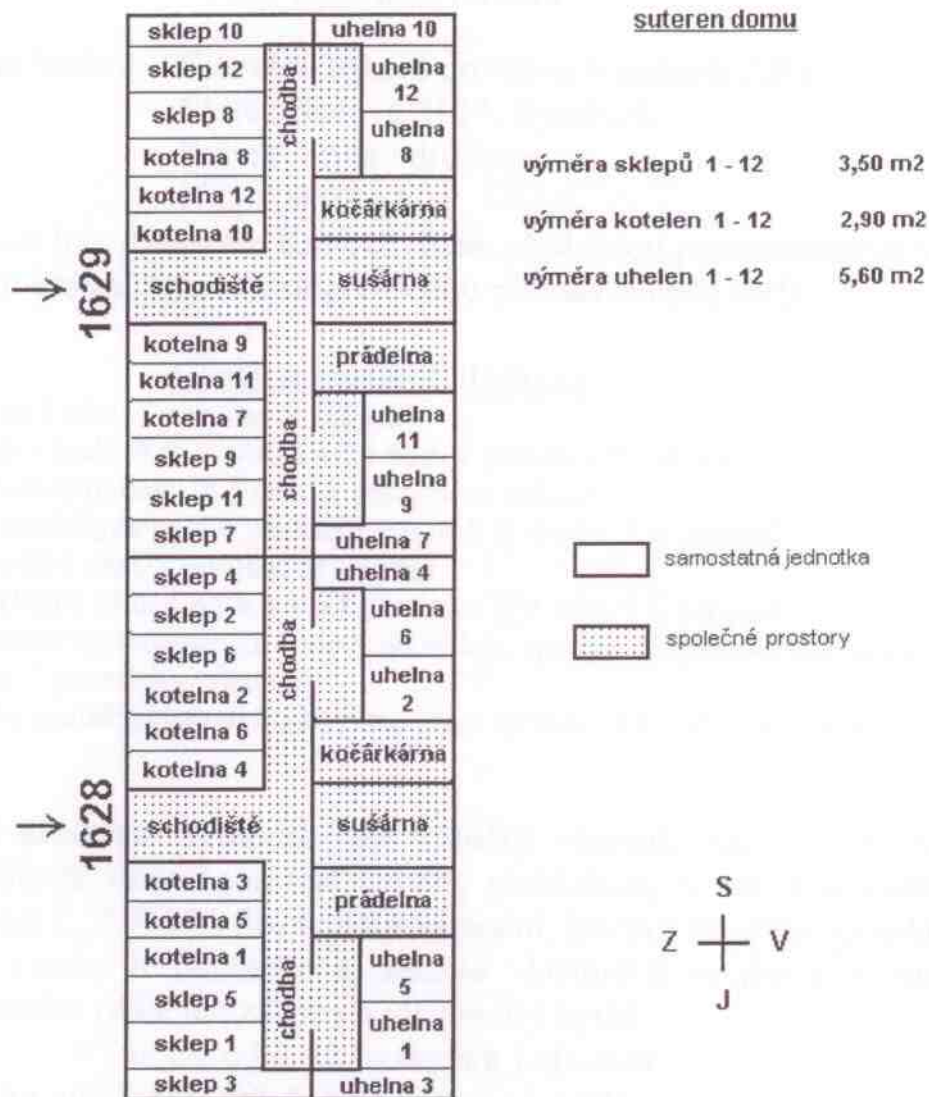 suteren domu
sklep 10
uhelna 10
sklep 12
chodba
uhelna
12
sklep 8
uhelna
8
kotelna 8
kotelna 12
kočárkárna
kotelna 10
1629
schodiště
sušárna
kotelna 9
prádelna
kotelna 11
kotelna 7
chodba
uhelna
11
sklep 9
uhelna
9
sklep 11
sklep 7
uhelna 7
sklep 4
uhelna 4
sklep 2
chodba
uhelna
6
sklep 6
uhelna
2
kotelna 2
kotelna 6
kočárkárna
kotelna 4
1628
schodiště
sušárna
kotelna 3
prádelna
kotelna 5
kotelna 1
chodba
uhelna
5
sklep 5
uhelna
1
sklep 1
sklep 3
uhelna 3
výměra sklepů 1 - 12 3,50 m2
výměra kotelen 1 - 12 2,90 m2
výměra uhelen 1 - 12 5,60 m2
samostatná jednotka
společné prostory
S
Z V
J